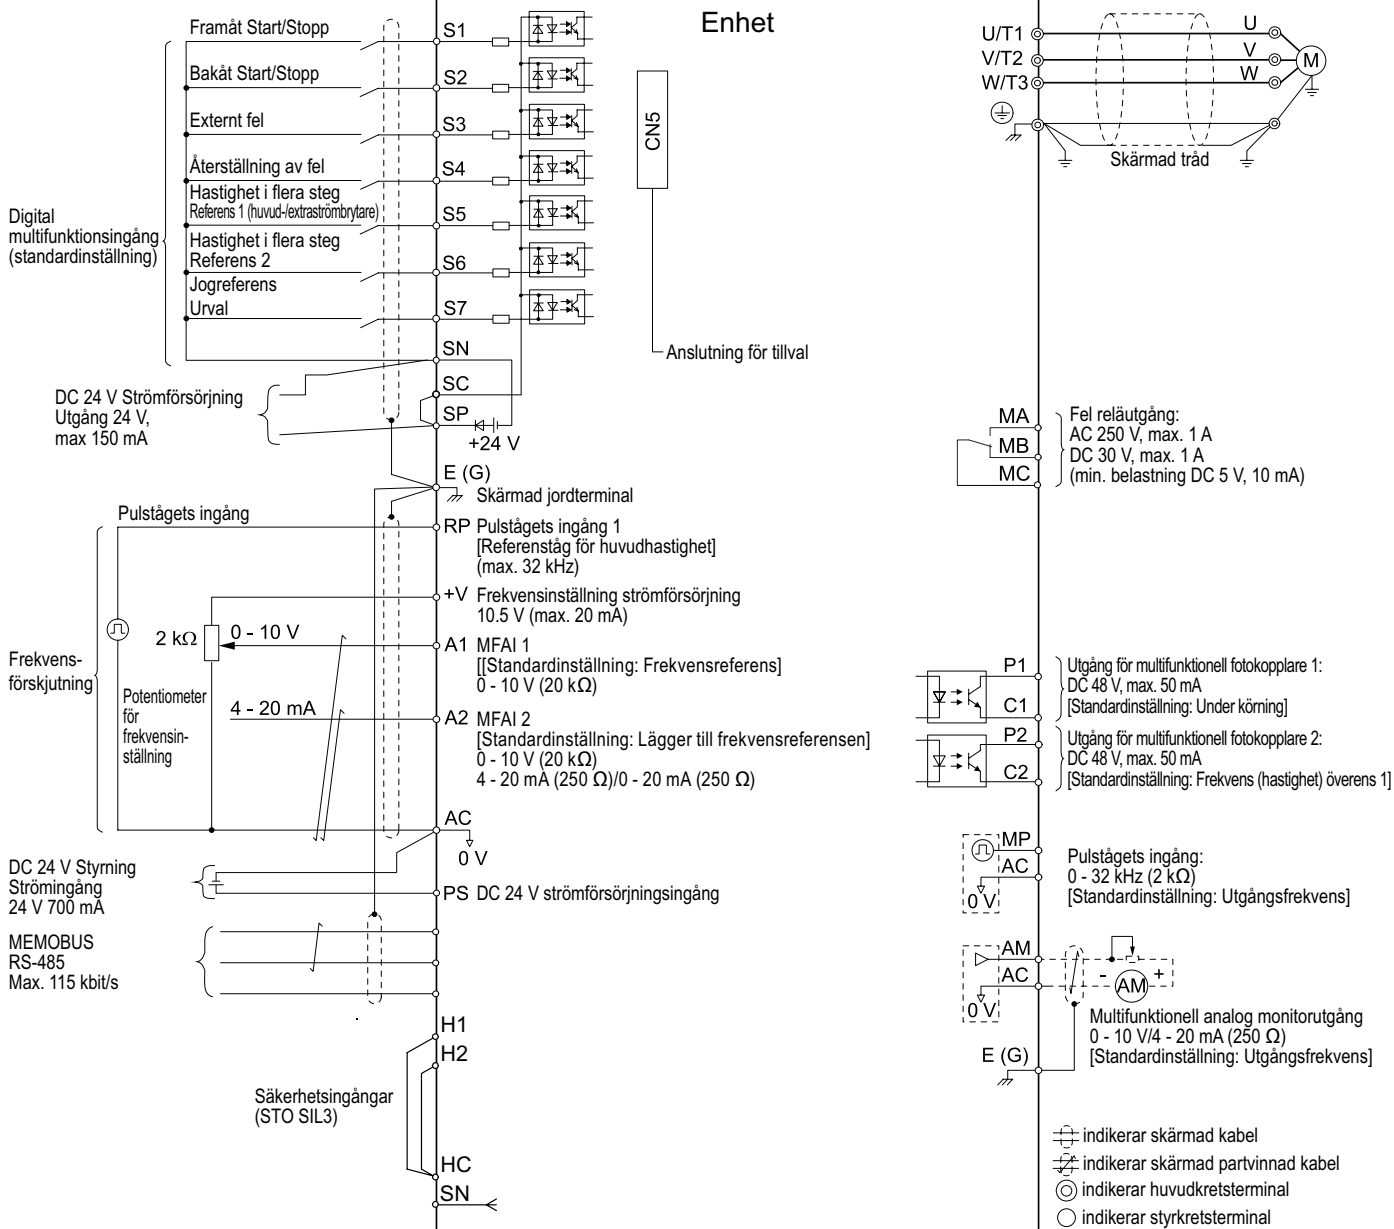 Enhet
Framåt Start/Stopp
S1
Bakåt Start/Stopp
S2
Externt fel
S3
Återställning av fel
S4
Hastighet i flera steg
Referens 1 (huvud-/extraströmbrytare)
S5
Hastighet i flera steg
Referens 2
S6
Jogreferens
Urval
S7
Digital
multifunktionsingång
(standardinställning)
SN
SC
SP
+24 V
DC 24 V Strömförsörjning
Utgång 24 V,
max 150 mA
CN5
Anslutning för tillval
E (G)
Skärmad jordterminal
Pulstågets ingång
RP
Pulstågets ingång 1
[Referenståg för huvudhastighet]
(max. 32 kHz)
+V
Frekvensinställning strömförsörjning
10.5 V (max. 20 mA)
2 kΩ
0 - 10 V
A1
MFAI 1
[[Standardinställning: Frekvensreferens]
0 - 10 V (20 kΩ)
Frekvens-
förskjutning
Potentiometer
för
frekvensin-
ställning
4 - 20 mA
A2
MFAI 2
[Standardinställning: Lägger till frekvensreferensen]
0 - 10 V (20 kΩ)
4 - 20 mA (250 Ω)/0 - 20 mA (250 Ω)
AC
0 V
DC 24 V Styrning
Strömingång
24 V 700 mA
PS
DC 24 V strömförsörjningsingång
MEMOBUS
RS-485
Max. 115 kbit/s
H1
H2
Säkerhetsingångar
(STO SIL3)
HC
SN
U/T1
V/T2
W/T3
U
V
W
M
Skärmad tråd
MA
MB
MC
Fel reläutgång:
AC 250 V, max. 1 A
DC 30 V, max. 1 A
(min. belastning DC 5 V, 10 mA)
P1
C1
Utgång för multifunktionell fotokopplare 1:
DC 48 V, max. 50 mA
[Standardinställning: Under körning]
P2
C2
Utgång för multifunktionell fotokopplare 2:
DC 48 V, max. 50 mA
[Standardinställning: Frekvens (hastighet) överens 1]
MP
AC
0 V
Pulstågets ingång:
0 - 32 kHz (2 kΩ)
[Standardinställning: Utgångsfrekvens]
AM
AC
0 V
-
+
AM
Multifunktionell analog monitorutgång
0 - 10 V/4 - 20 mA (250 Ω)
[Standardinställning: Utgångsfrekvens]
E (G)
indikerar skärmad kabel
indikerar skärmad partvinnad kabel
indikerar huvudkretsterminal
indikerar styrkretsterminal